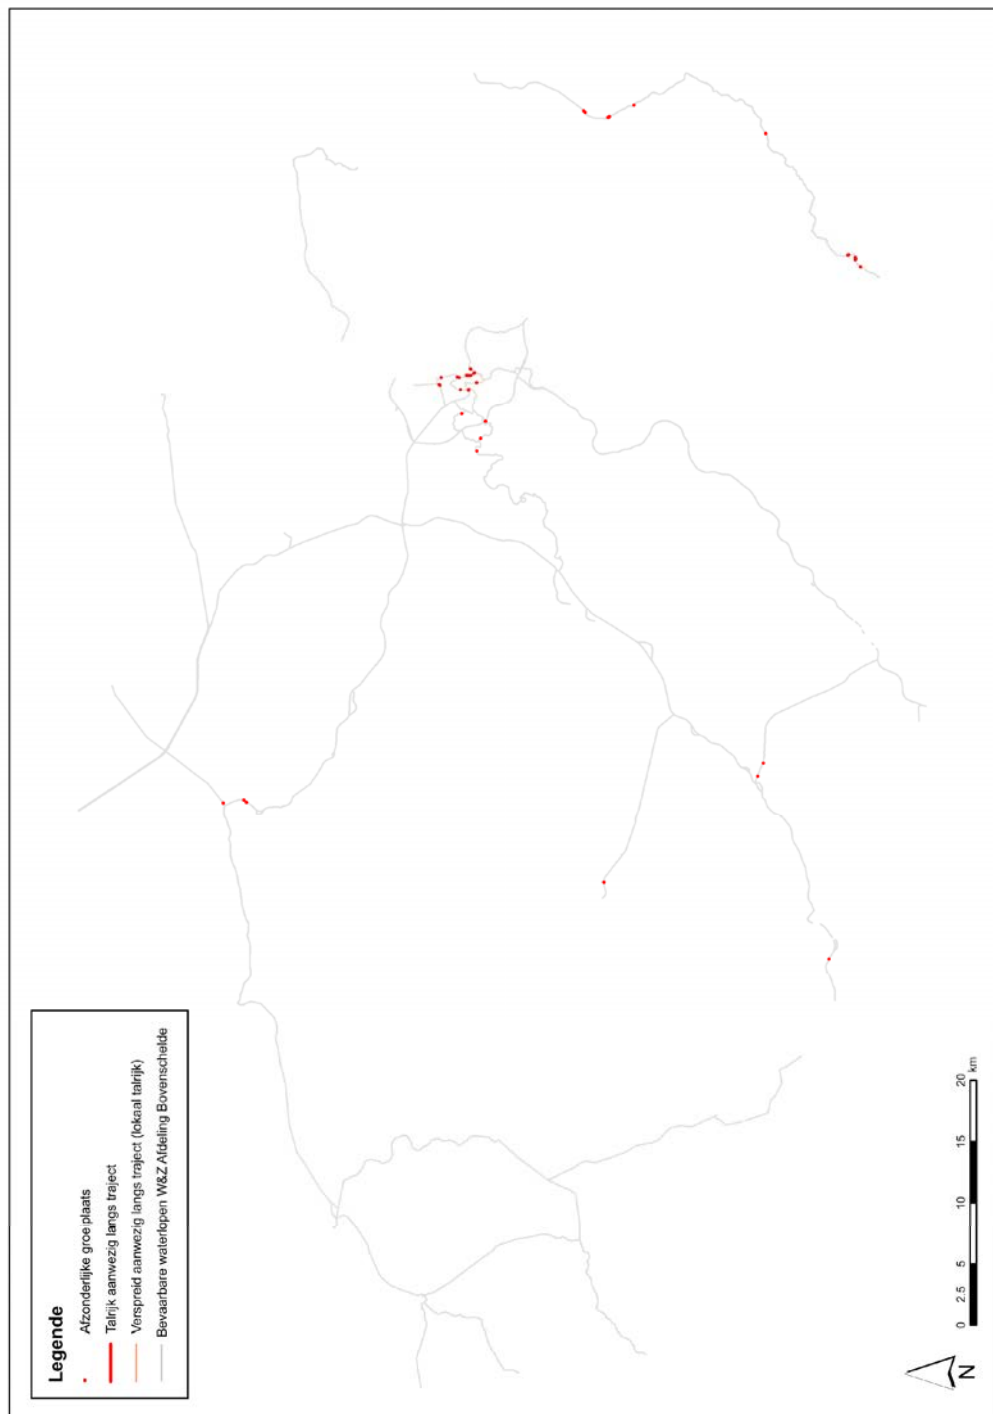 Legende
Afzonderlijke groeiplaats
Talrijk aanwezig langs traject
Verspreid aanwezig langs traject (lokaal talrijk)
Bevaarbare waterlopen W&Z Afdeling Bovenschelde
0 2.5 5 10 15 20
km
N